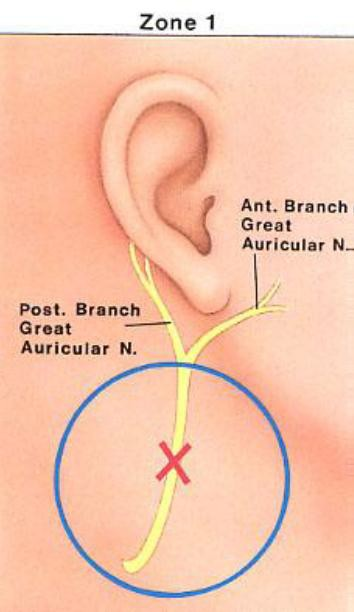 Zone 1
Ant. Branch
Great
Auricular N.
Post. Branch
Great
Auricular N.